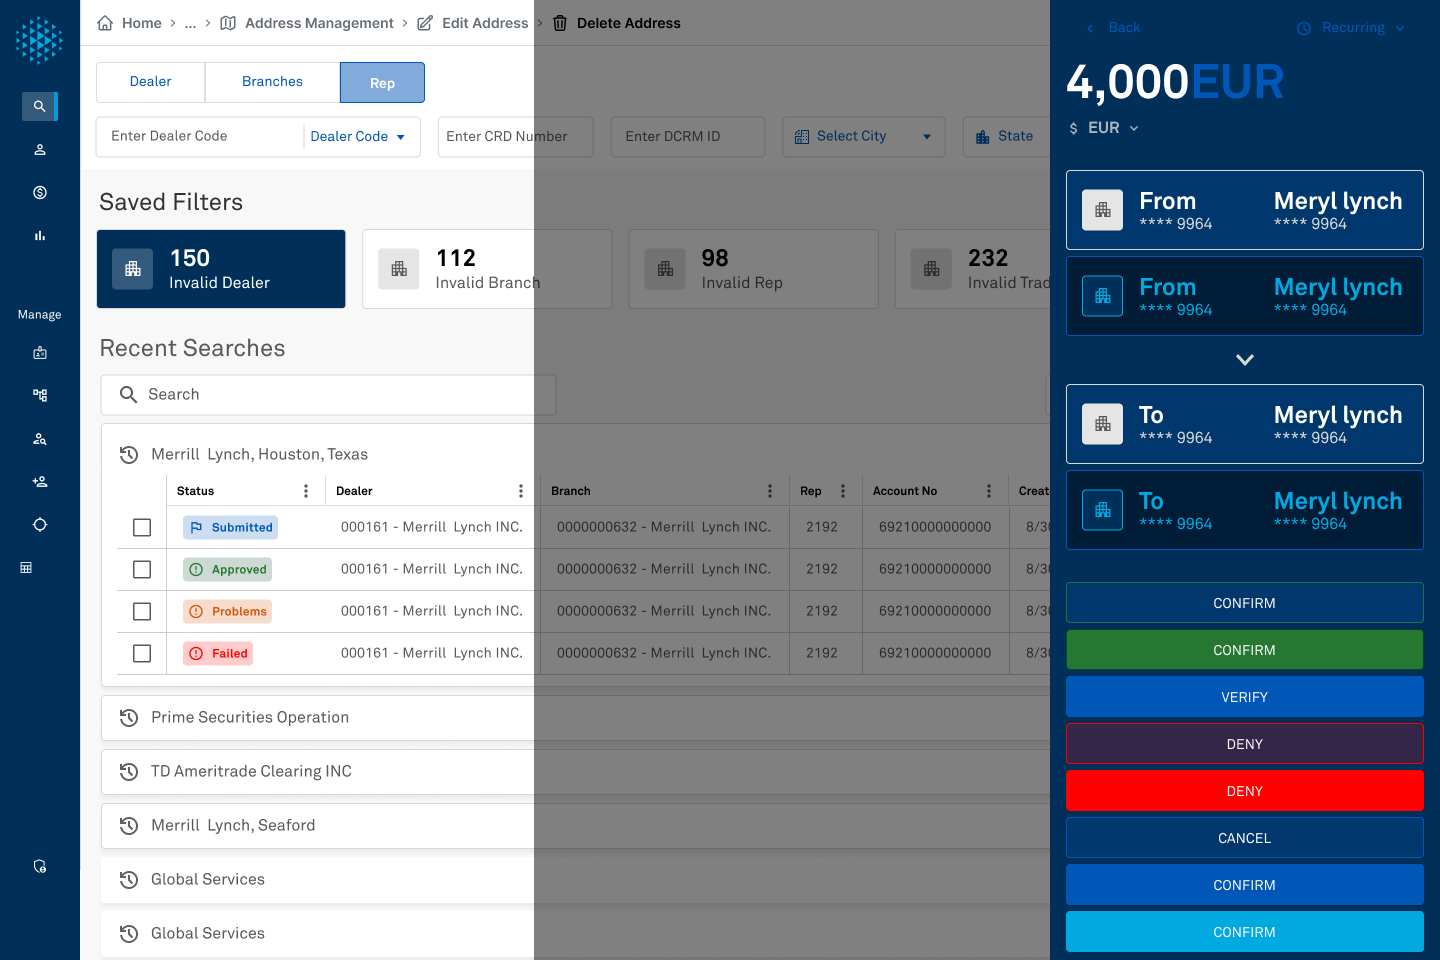 Home > ... > Address Management > Edit Address > Delete Address
Dealer Branches Rep
Enter Dealer Code Dealer Code Enter CRD Number Enter DCRM ID Select City State
Saved Filters
150
Invalid Dealer
112
Invalid Branch
98
Invalid Rep
232
Invalid Trad
Recent Searches
Search
Merrill Lynch, Houston, Texas
Status Dealer Branch Rep Account No Creat
Submitted 000161 - Merrill Lynch INC. 0000000632 - Merrill Lynch INC. 2192 69210000000000 8/30
Approved 000161 - Merrill Lynch INC. 0000000632 - Merrill Lynch INC. 2192 69210000000000 8/30
Problems 000161 - Merrill Lynch INC. 0000000632 - Merrill Lynch INC. 2192 69210000000000 8/30
Failed 000161 - Merrill Lynch INC. 0000000632 - Merrill Lynch INC. 2192 69210000000000 8/30
Prime Securities Operation
TD Ameritrade Clearing INC
Merrill Lynch, Seaford
Global Services
Global Services
Manage
Back Recurring
4,000EUR
$ EUR
From Meryl lynch
**** 9964 **** 9964
From Meryl lynch
**** 9964 **** 9964
To Meryl lynch
**** 9964 **** 9964
To Meryl lynch
**** 9964 **** 9964
CONFIRM
CONFIRM
VERIFY
DENY
DENY
CANCEL
CONFIRM
CONFIRM